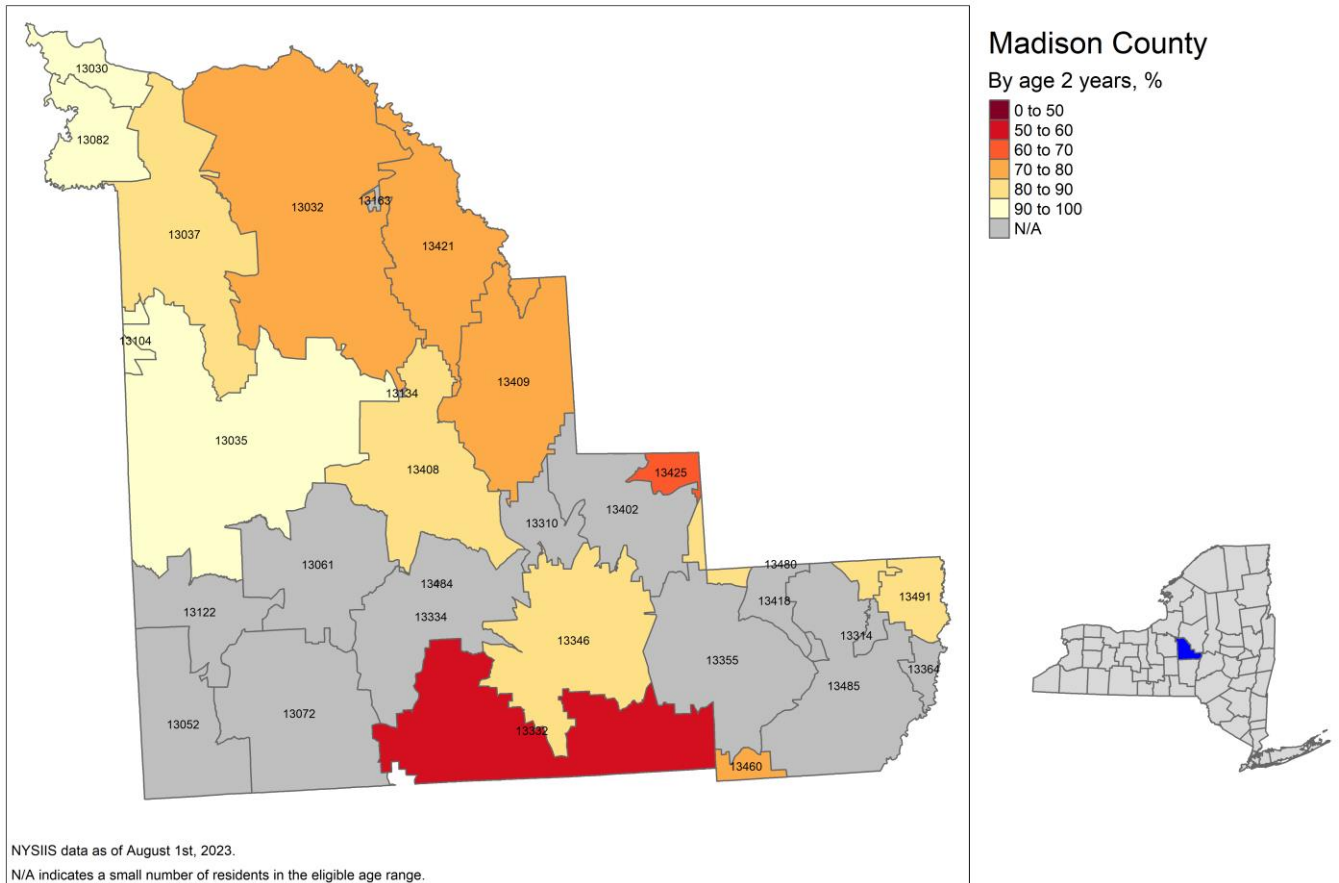 Madison County
By age 2 years, %
0 to 50
50 to 60
60 to 70
70 to 80
80 to 90
90 to 100
N/A
13030
13082
13163
13032
13037
13421
13104
13409
13134
13035
13408
13425
13402
13310
13061
13480
13484
13491
13418
13122
13334
13314
13346
13355
13364
13485
13072
13052
13332
13460
NYSIIS data as of August 1st, 2023.
N/A indicates a small number of residents in the eligible age range.